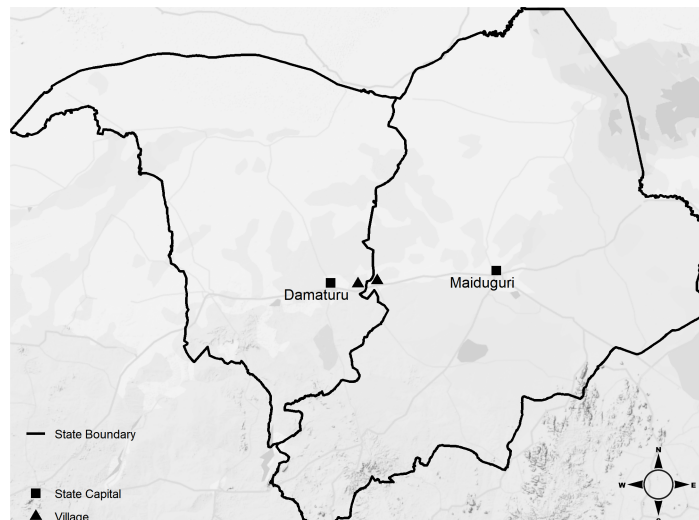 Damaturu
Maiduguri
State Boundary
State Capital
Village
N
W E